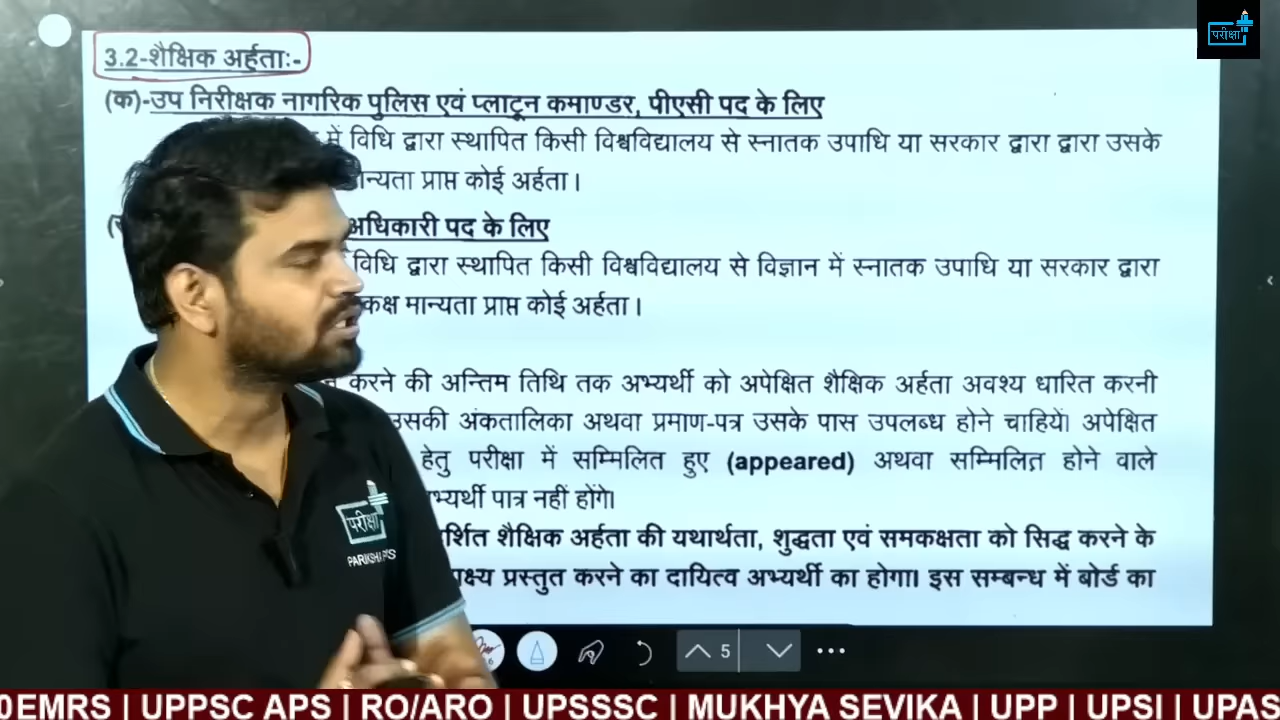 परीक्षा
3.2-शैक्षिक अर्हताः-
(क)-उप निरीक्षक नागरिक पुलिस एवं प्लाटून कमाण्डर, पीएसी पद के लिए
में विधि द्वारा स्थापित किसी विश्वविद्यालय से स्नातक उपाधि या सरकार द्वारा द्वारा उसके
मान्यता प्राप्त कोई अर्हता।
अधिकारी पद के लिए
विधि द्वारा स्थापित किसी विश्वविद्यालय से विज्ञान में स्नातक उपाधि या सरकार द्वारा
मान्यता प्राप्त कोई अर्हता।
करने की अन्तिम तिथि तक अभ्यर्थी को अपेक्षित शैक्षिक अर्हता अवश्य धारित करनी
उसकी अंकतालिका अथवा प्रमाण-पत्र उसके पास उपलब्ध होने चाहिये। अपेक्षित
हेतु परीक्षा में सम्मिलित हुए (appeared) अथवा सम्मिलित होने वाले
पात्र नहीं होंगे।
शैक्षिक अर्हता की यथार्थता, शुद्धता एवं समकक्षता को सिद्ध करने के
प्रस्तुत करने का दायित्व अभ्यर्थी का होगा। इस सम्बन्ध में बोर्ड का
परीक्षा
5
EMRS | UPPSC APS | RO/ARO | UPSSSC | MUKHYA SEVIKA | UPP | UPSI | UPAS